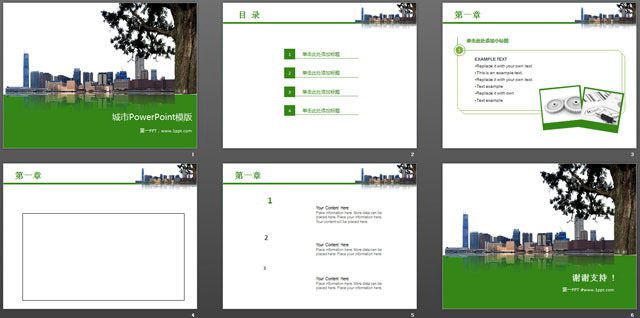 城市PowerPoint模版
第一PPT，www.1ppt.com
1
目 录
1 单击此处添加标题
2 单击此处添加标题
3 单击此处添加标题
4 单击此处添加标题
2
第一章
单击此处添加小标题
EXAMPLE TEXT
•Replace it with your own text
•This is an example text.
•Replace it with your own text
•Text example
•Replace it with own
•Text example
3
第一章
4
第一章
1
Your Content Here
Place information here. More data can be
placed here. Place information here.
Your content will be placed here.
2
Your Content Here
Place information here. More data can be
placed here. Place information here.
3
Your Content Here
Place information here. More data can be
placed here. Place information here.
5
谢谢支持！
第一PPT www.1ppt.com
6